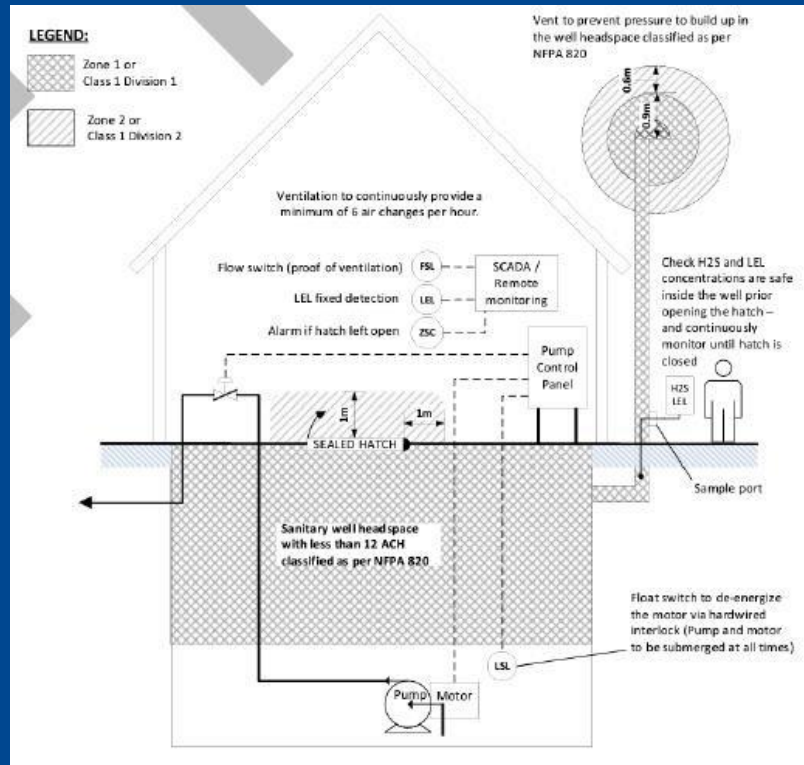 LEGEND:
Zone 1 or
Class 1 Division 1
Zone 2 or
Class 1 Division 2
Vent to prevent pressure to build up in
the well headspace classified as per
NFPA 820
0.6m
0.9m
Ventilation to continuously provide a
minimum of 6 air changes per hour.
Flow switch (proof of ventilation)
FSL
LEL fixed detection
LEL
Alarm if hatch left open
ZSC
SCADA /
Remote
monitoring
Pump
Control
Panel
Check H2S and LEL
concentrations are safe
inside the well prior
opening the hatch –
and continuously
monitor until hatch is
closed
H2S
LEL
1m
1m
SEALED HATCH
Sample port
Sanitary well headspace
with less than 12 ACH
classified as per NFPA 820
Float switch to de-energize
the motor via hardwired
interlock (Pump and motor
to be submerged at all times)
LSL
Pump
Motor